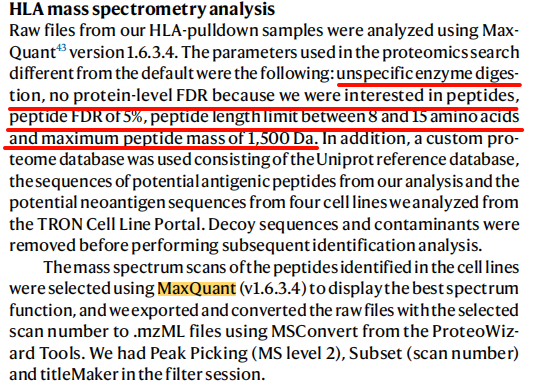 HLA mass spectrometry analysis
Raw files from our HLA-pulldown samples were analyzed using Max-
Quant43 version 1.6.3.4. The parameters used in the proteomics search
different from the default were the following: unspecific enzyme diges-
tion, no protein-level FDR because we were interested in peptides,
peptide FDR of 5%, peptide length limit between 8 and 15 amino acids
and maximum peptide mass of 1,500 Da. In addition, a custom pro-
teome database was used consisting of the Uniprot reference database,
the sequences of potential antigenic peptides from our analysis and the
potential neoantigen sequences from four cell lines we analyzed from
the TRON Cell Line Portal. Decoy sequences and contaminants were
removed before performing subsequent identification analysis.
The mass spectrum scans of the peptides identified in the cell lines
were selected using MaxQuant (v1.6.3.4) to display the best spectrum
function, and we exported and converted the raw files with the selected
scan number to .mzML files using MSConvert from the ProteoWiz-
ard Tools. We had Peak Picking (MS level 2), Subset (scan number)
and titleMaker in the filter session.